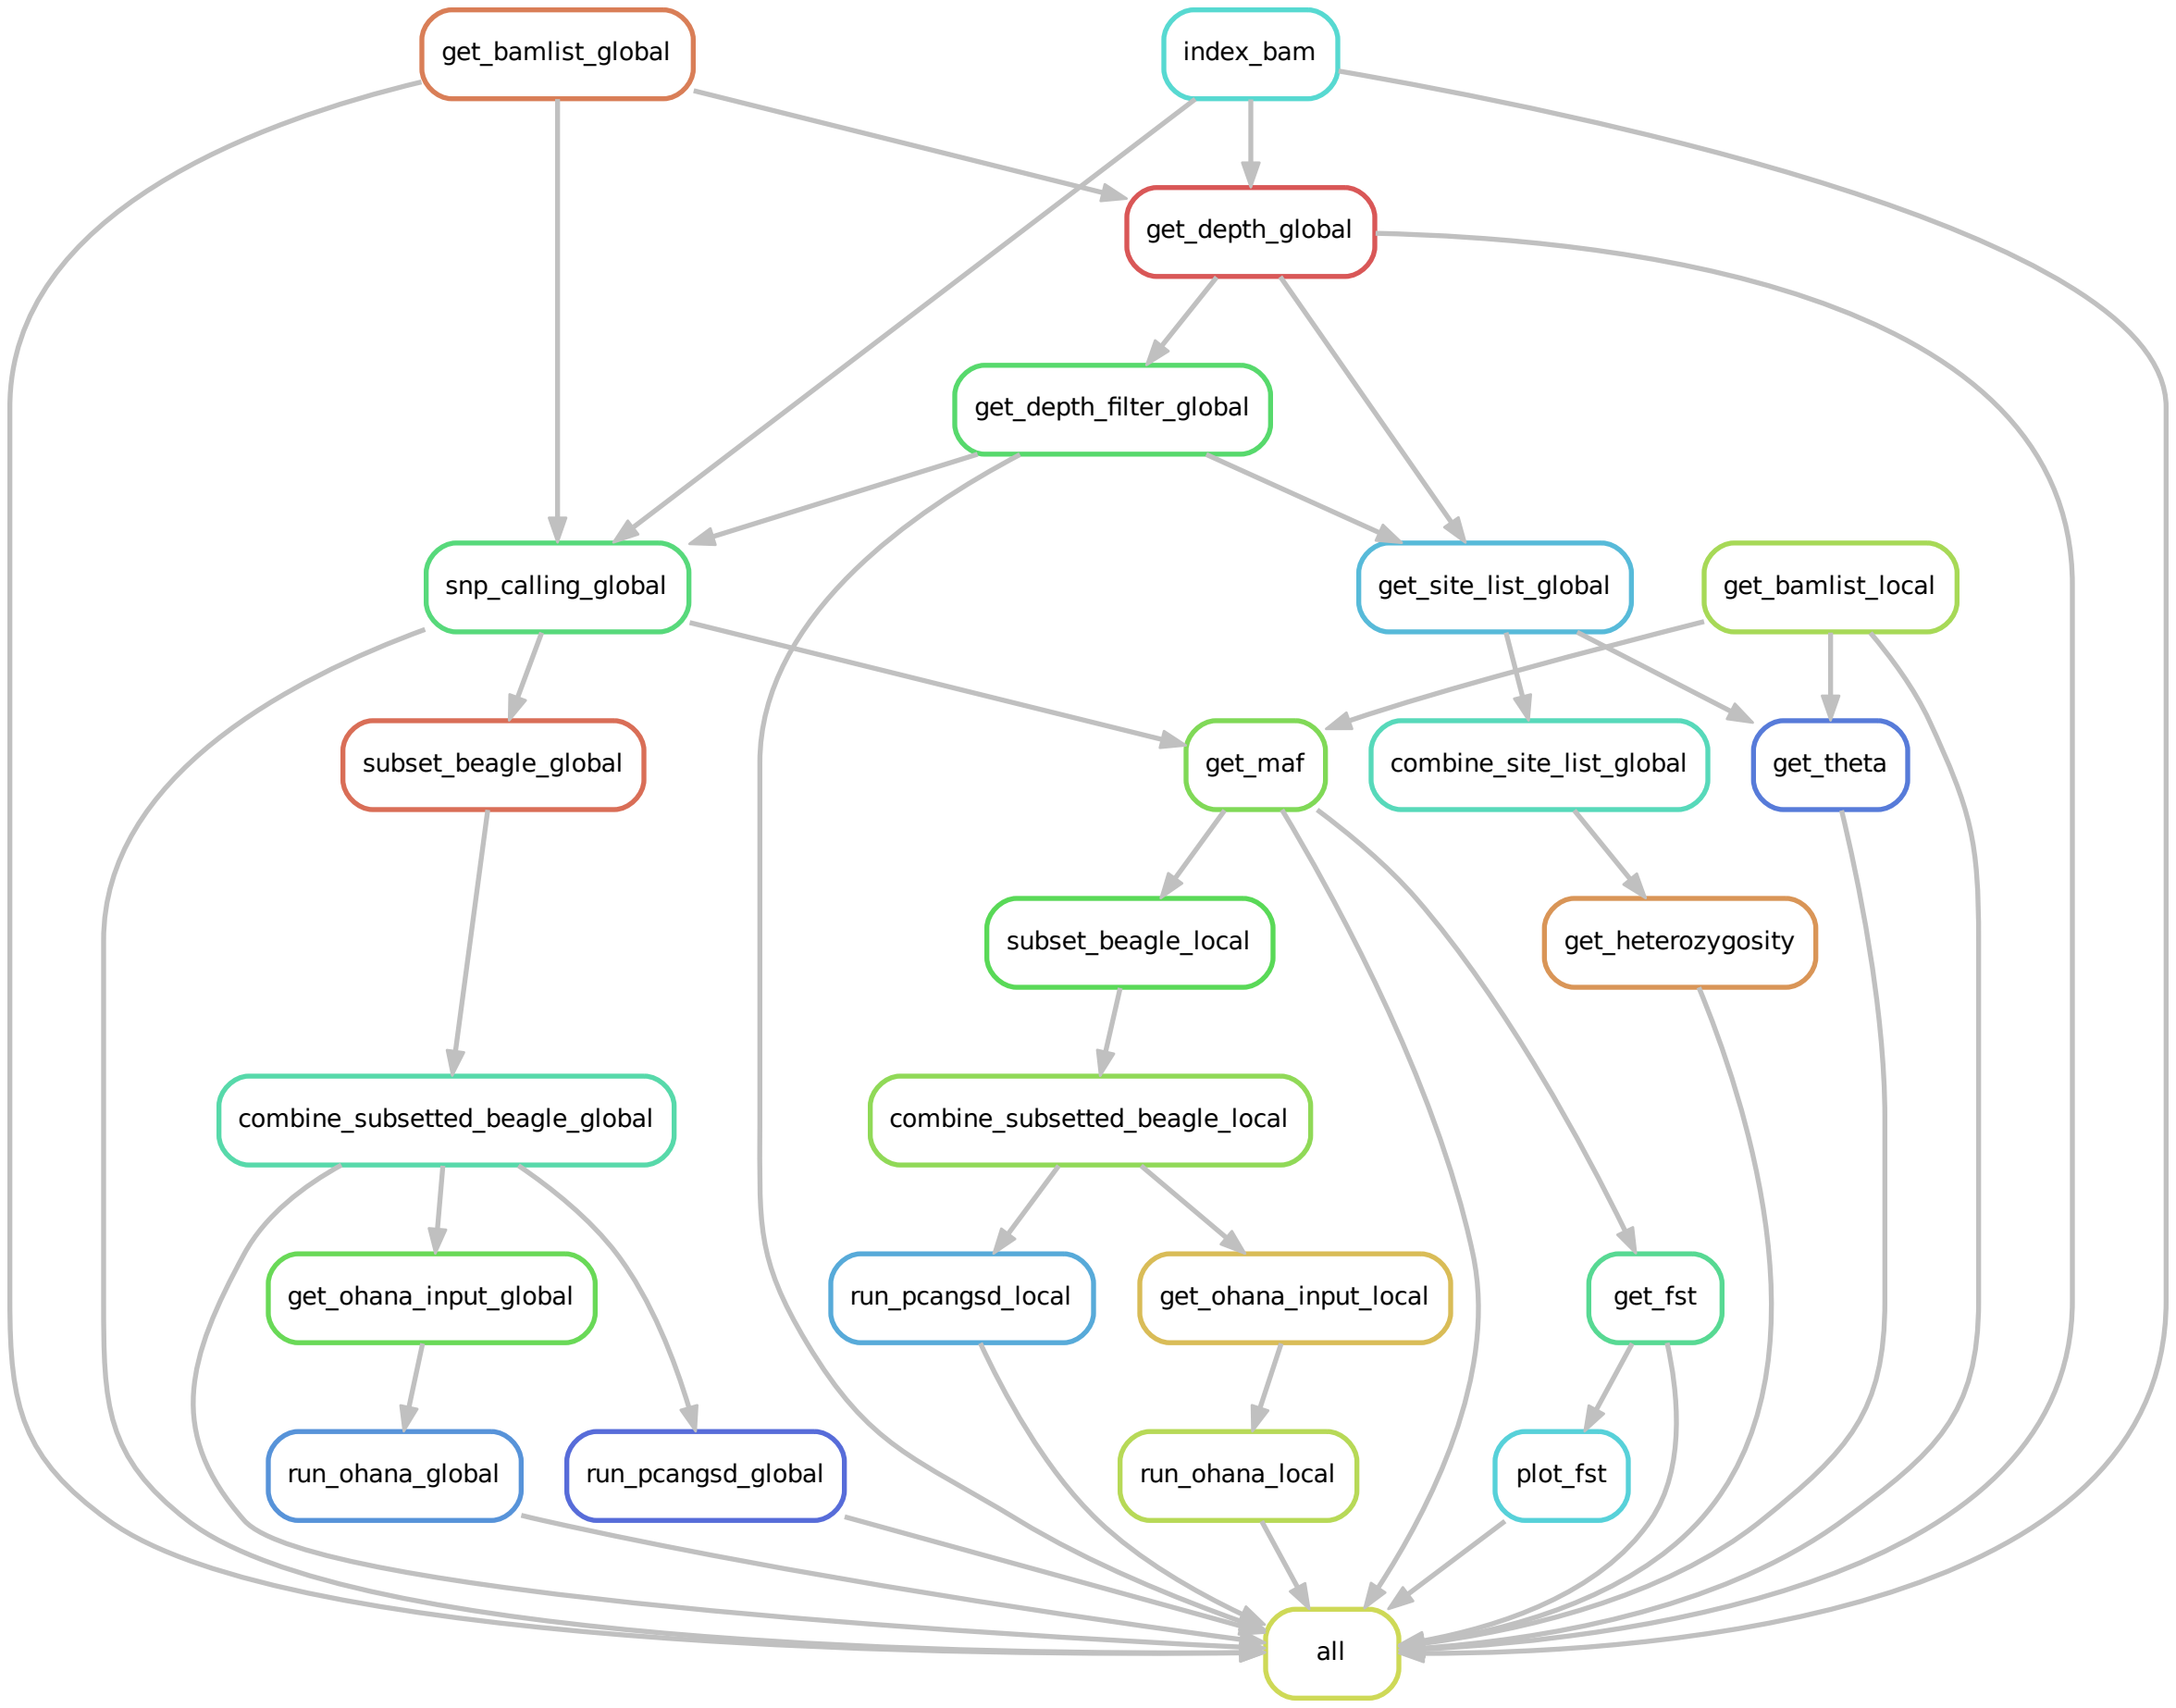 get_bamlist_global
index_bam
get_depth_global
get_depth_filter_global
snp_calling_global
get_site_list_global
get_bamlist_local
subset_beagle_global
get_maf
combine_site_list_global
get_theta
subset_beagle_local
get_heterozygosity
combine_subsetted_beagle_global
combine_subsetted_beagle_local
get_ohana_input_global
run_pcangsd_local
get_ohana_input_local
get_fst
run_ohana_global
run_pcangsd_global
run_ohana_local
plot_fst
all